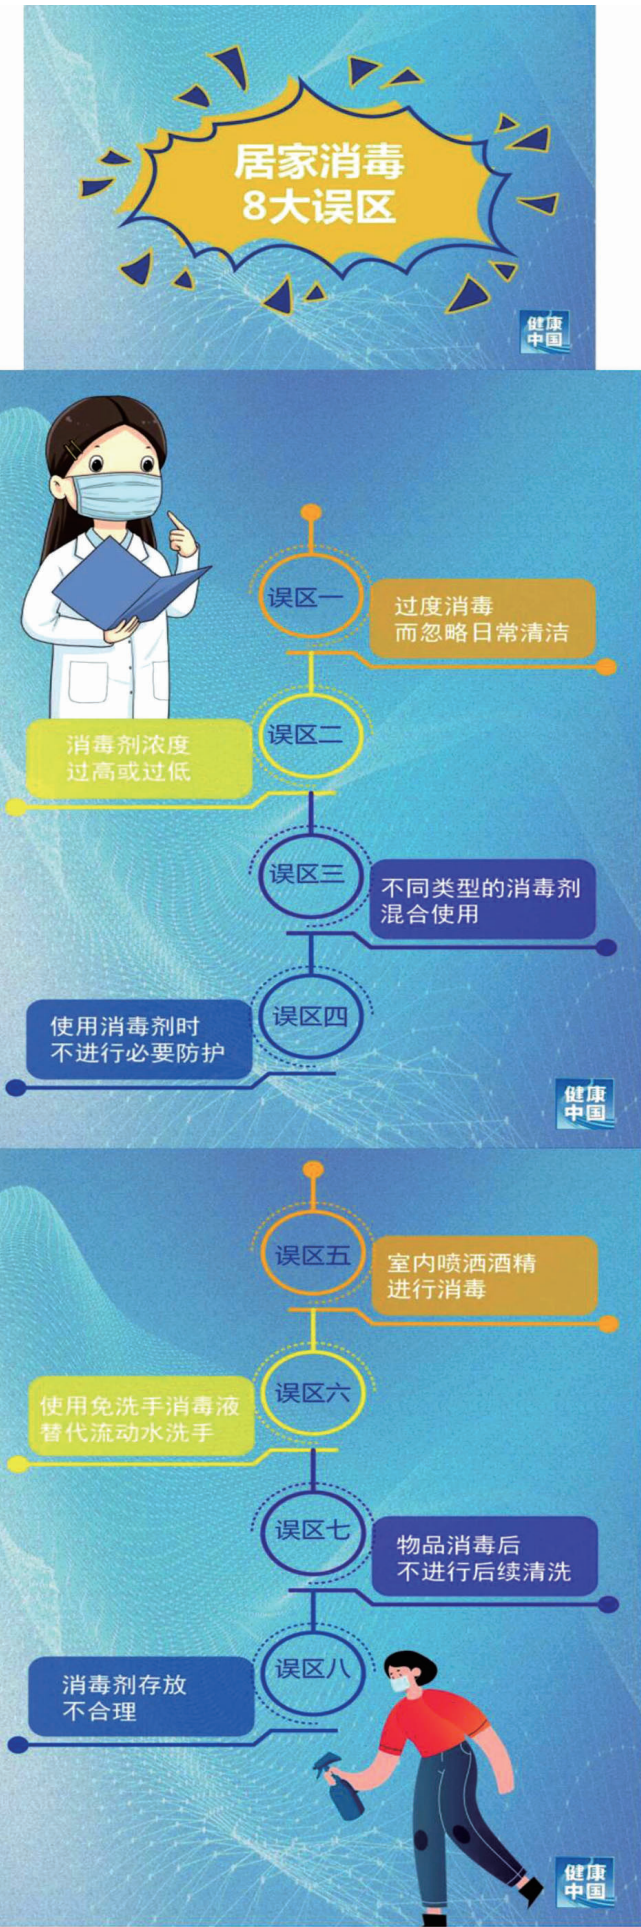 居家消毒
8大误区
健康
中国
误区一
过度消毒
而忽略日常清洁
误区二
消毒剂浓度
过高或过低
误区三
不同类型的消毒剂
混合使用
误区四
使用消毒剂时
不进行必要防护
健康
中国
误区五
室内喷洒酒精
进行消毒
误区六
使用免洗手消毒液
替代流动水洗手
误区七
物品消毒后
不进行后续清洗
误区八
消毒剂存放
不合理
健康
中国